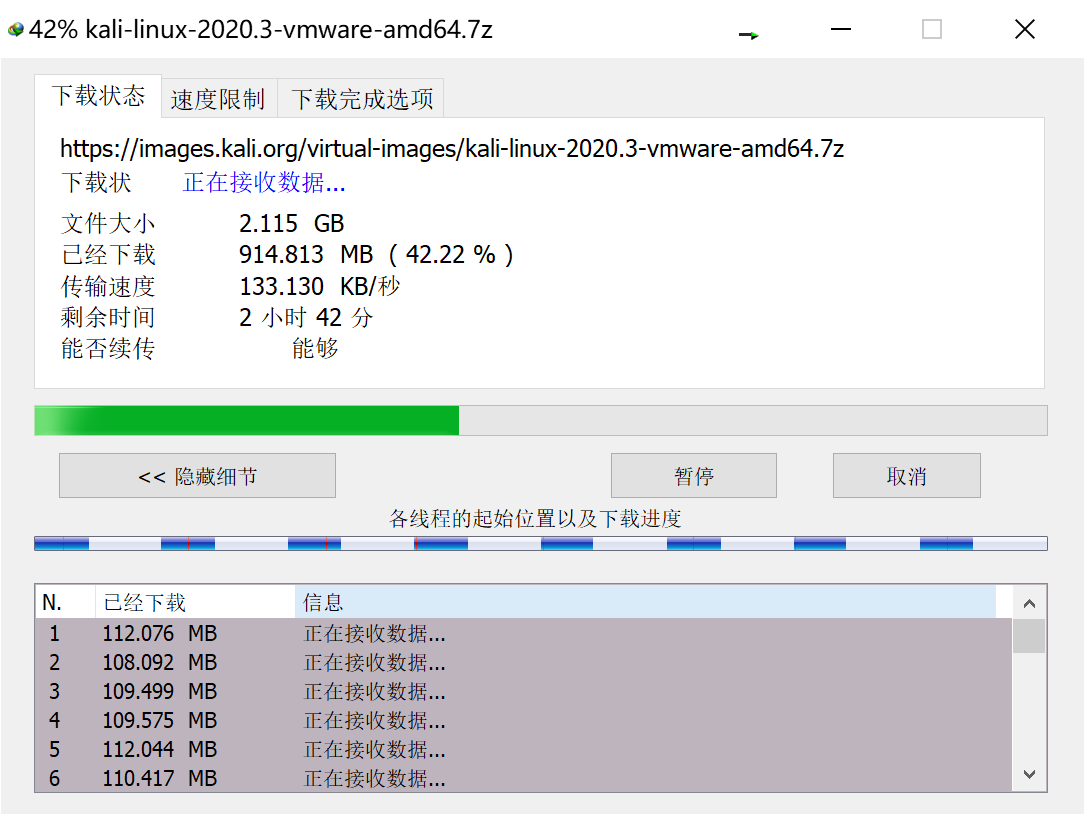 42% kali-linux-2020.3-vmware-amd64.7z
下载状态 速度限制 下载完成选项
https://images.kali.org/virtual-images/kali-linux-2020.3-vmware-amd64.7z
下载状 正在接收数据...
文件大小 2.115 GB
已经下载 914.813 MB ( 42.22 % )
传输速度 133.130 KB/秒
剩余时间 2 小时 42 分
能否续传 能够
<< 隐藏细节 暂停 取消
各线程的起始位置以及下载进度
N. 已经下载 信息
1 112.076 MB 正在接收数据...
2 108.092 MB 正在接收数据...
3 109.499 MB 正在接收数据...
4 109.575 MB 正在接收数据...
5 112.044 MB 正在接收数据...
6 110.417 MB 正在接收数据...